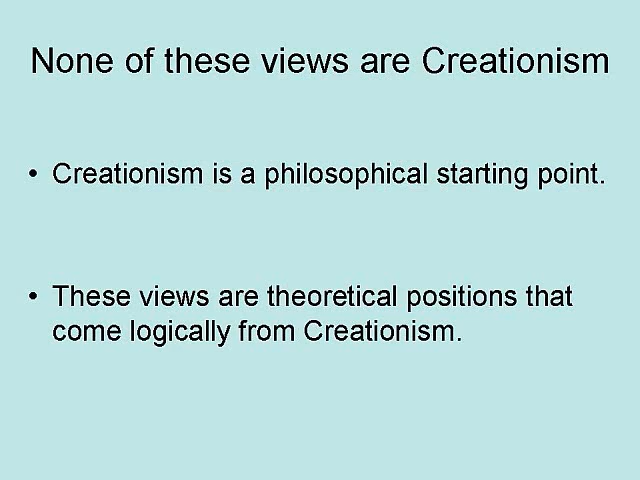 None of these views are Creationism
• Creationism is a philosophical starting point.
• These views are theoretical positions that
come logically from Creationism.